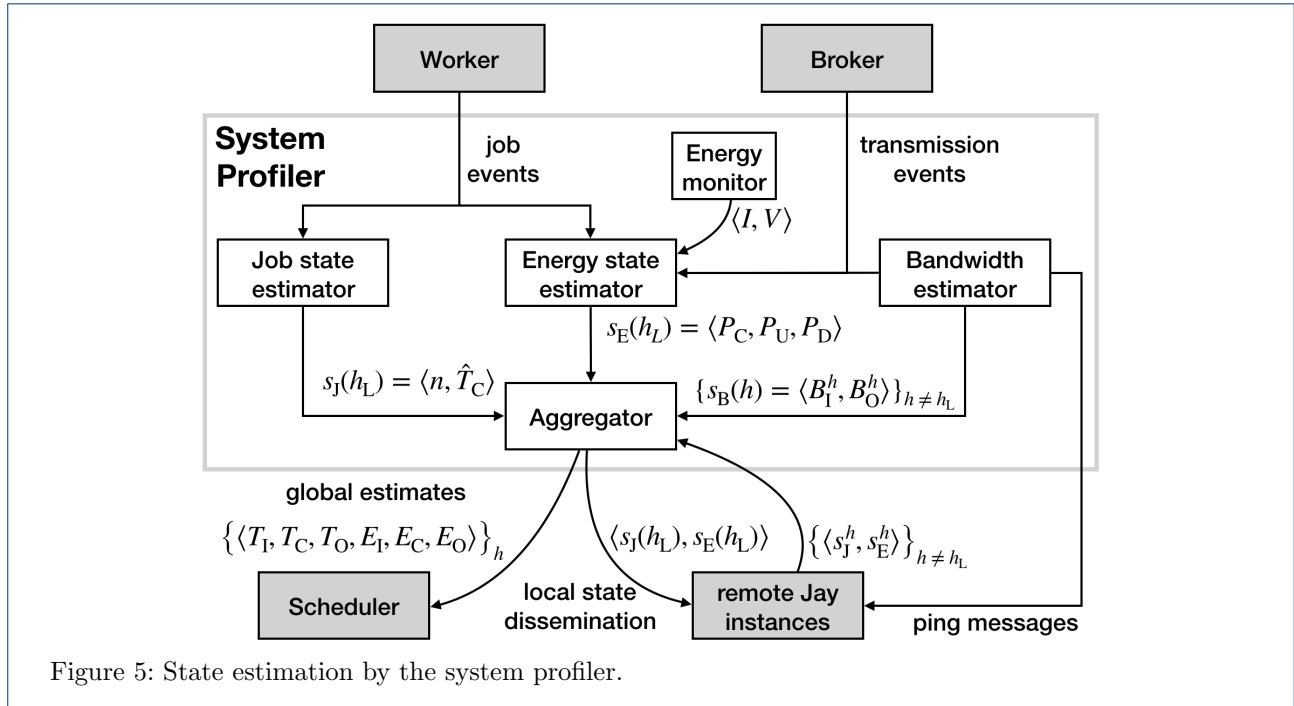 Worker
Broker
System
Profiler
job
events
Energy
monitor
transmission
events
⟨I, V⟩
Job state
estimator
Energy state
estimator
Bandwidth
estimator
s_E(h_L) = ⟨P_C, P_U, P_D⟩
s_J(h_L) = ⟨n, T̂_C⟩
{s_B(h) = ⟨B_I^h, B_O^h⟩}_{h ≠ h_L}
Aggregator
global estimates
{⟨T_I, T_C, T_O, E_I, E_C, E_O⟩}_h
⟨s_J(h_L), s_E(h_L)⟩
{⟨s_J^h, s_E^h⟩}_{h ≠ h_L}
Scheduler
local state
dissemination
remote Jay
instances
ping messages
Figure 5: State estimation by the system profiler.